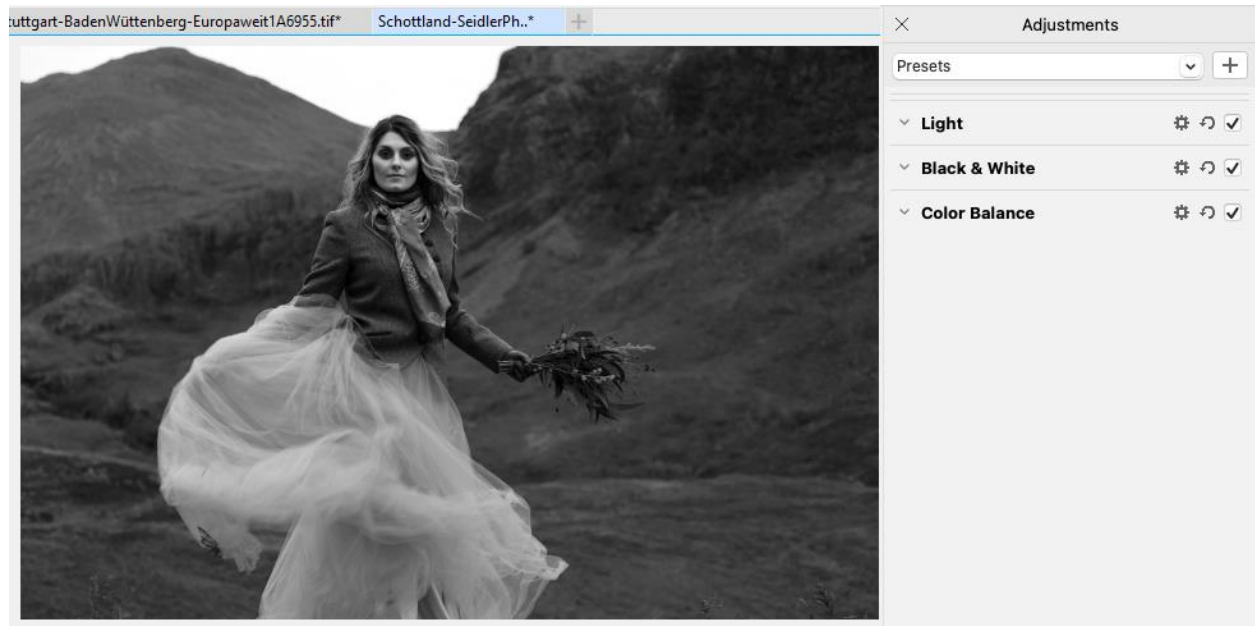 tuttgart-BadenWüttenberg-Europaweit1A6955.tif*
Schottland-SeidlerPh..*
Adjustments
Presets
Light
Black & White
Color Balance